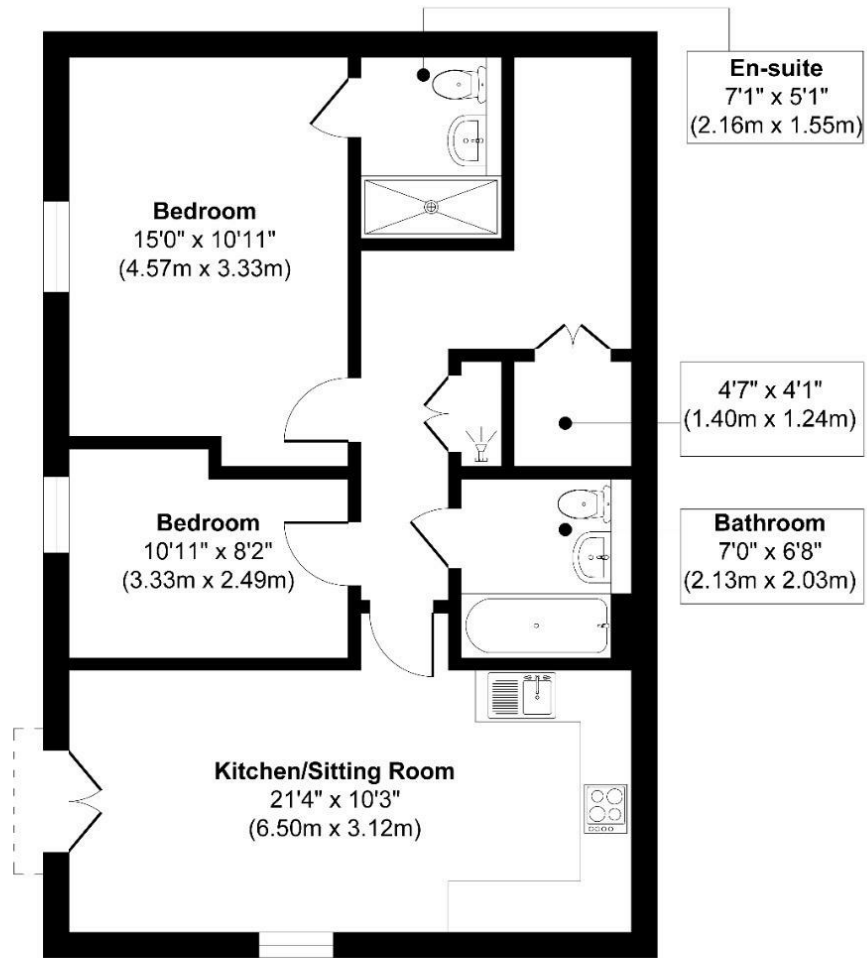 En-suite
7'1" x 5'1"
(2.16m x 1.55m)
Bedroom
15'0" x 10'11"
(4.57m x 3.33m)
4'7" x 4'1"
(1.40m x 1.24m)
Bedroom
10'11" x 8'2"
(3.33m x 2.49m)
Bathroom
7'0" x 6'8"
(2.13m x 2.03m)
Kitchen/Sitting Room
21'4" x 10'3"
(6.50m x 3.12m)